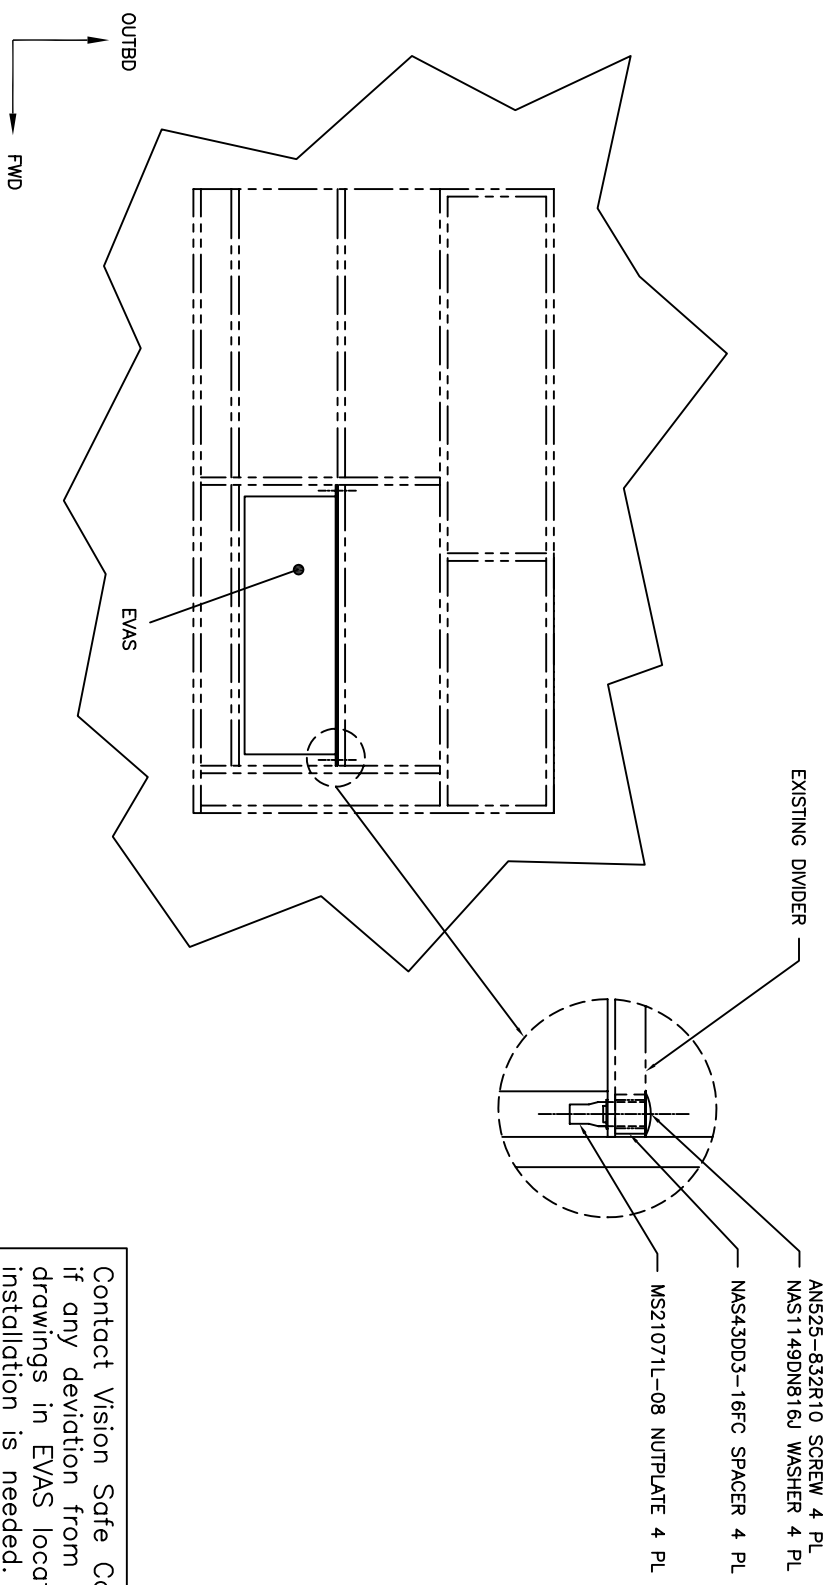 AN525-832R10 SCREW 4 PL
NAS1149DN816J WASHER 4 PL
NAS43DD3-16FC SPACER 4 PL
MS21071L-08 NUTPLATE 4 PL
EXISTING DIVIDER
OUTBD
FWD
EVAS
Contact Vision Safe
if any deviation from
drawings in EVAS
installation is needed.